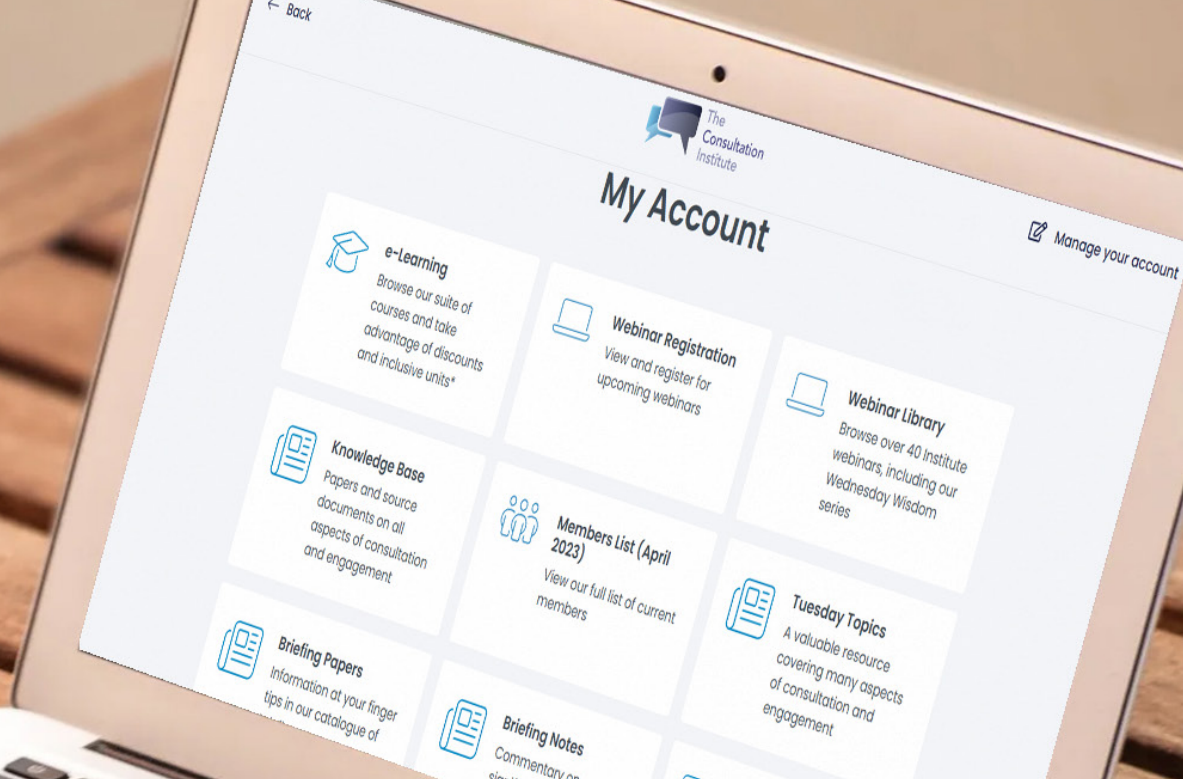 ← Back
The
Consultation
Institute
My Account
Manage your account
e-Learning
Browse our suite of
courses and take
advantage of discounts
and inclusive units*
Webinar Registration
View and register for
upcoming webinars
Webinar Library
Browse over 40 Institute
webinars, including our
Wednesday Wisdom
series
Knowledge Base
Papers and source
documents on all
aspects of consultation
and engagement
Members List (April
2023)
View our full list of current
members
Tuesday Topics
A valuable resource
covering many aspects
of consultation and
engagement
Briefing Papers
Information at your finger
tips in our catalogue of
Briefing Notes
Commentary on